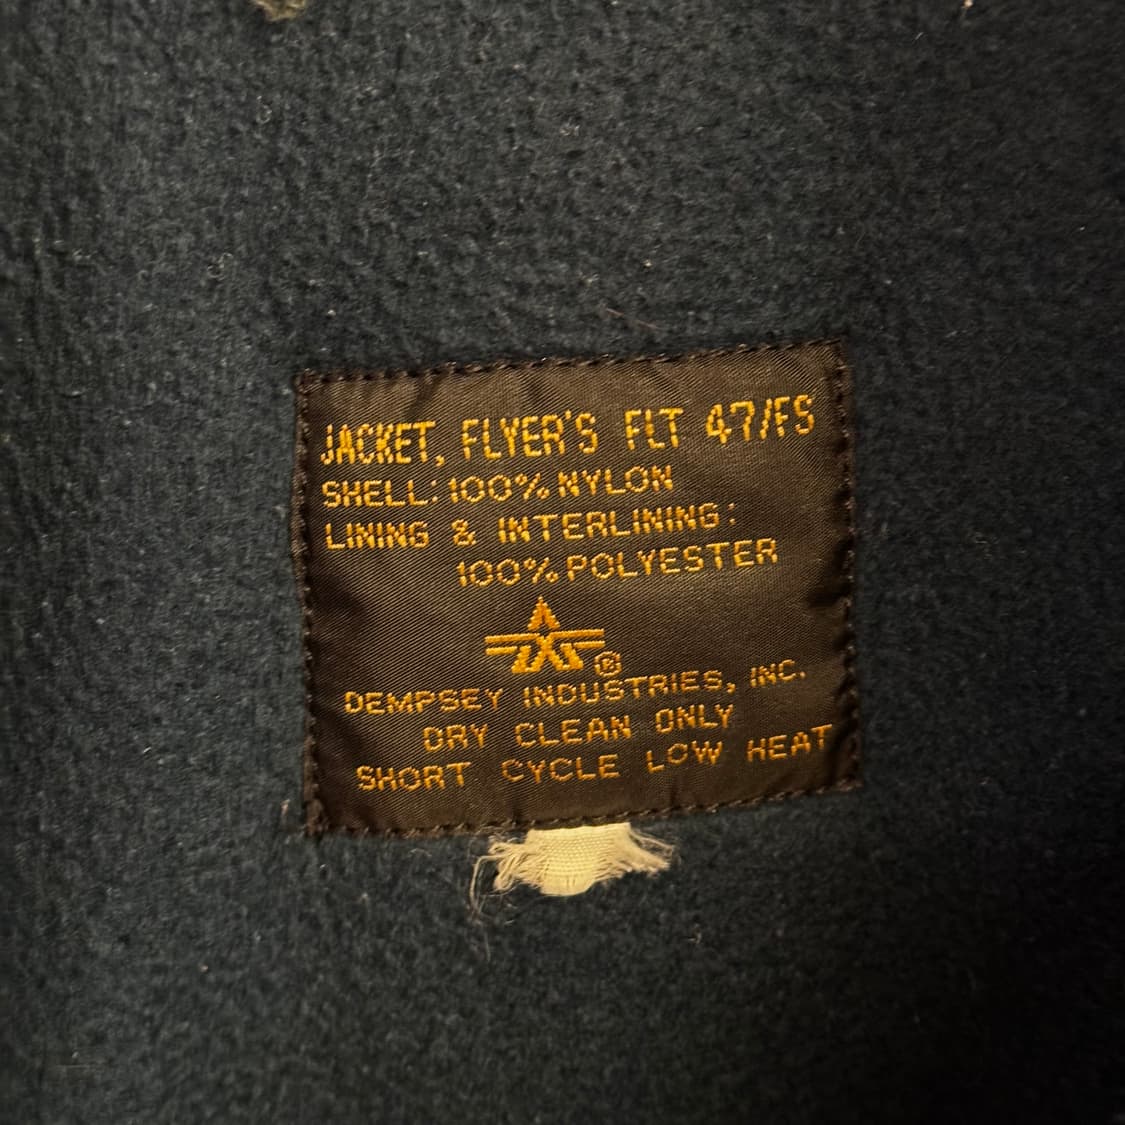 JACKET, FLYER'S FLT 47/FS
SHELL: 100% NYLON
LINING & INTERLINING:
100% POLYESTER
®
DEMPSEY INDUSTRIES, INC.
DRY CLEAN ONLY
SHORT CYCLE LOW HEAT